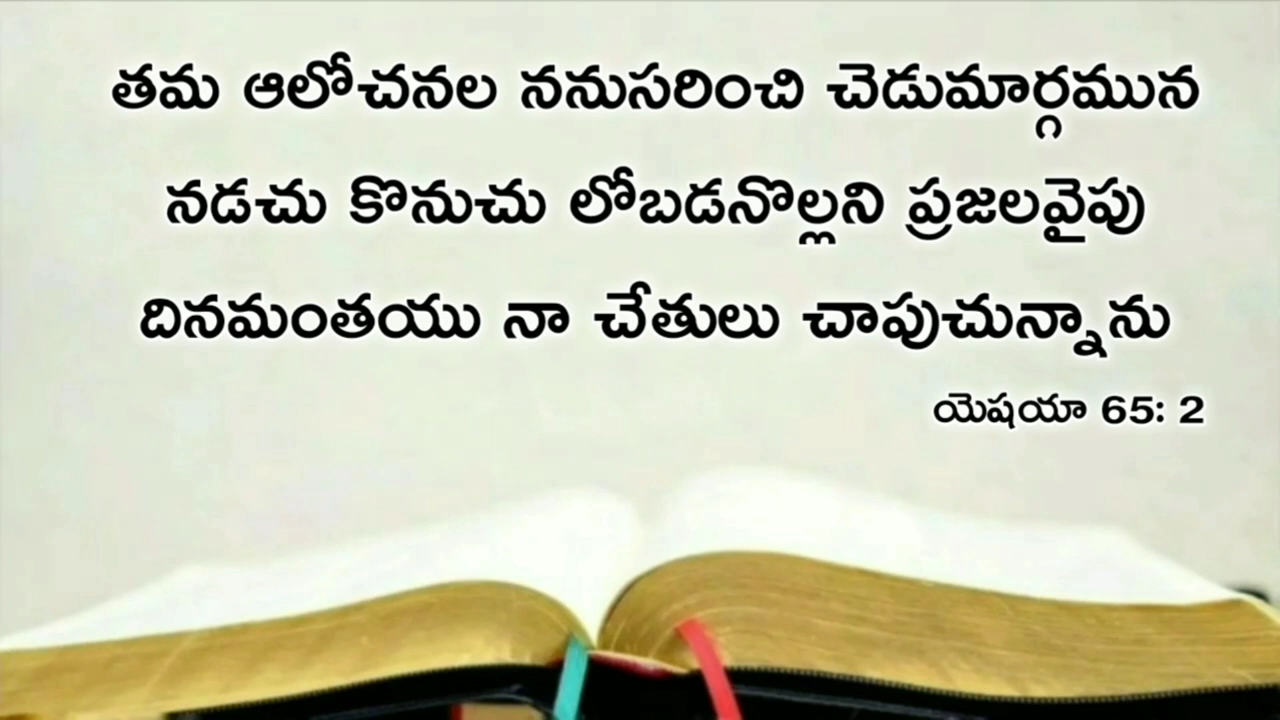 తమ ఆలోచనల ననుసరించి చెడుమార్గమున
నడచు కొనుచు లోబడనొల్లని ప్రజలవైపు
దినమంతయు నా చేతులు చాపుచున్నాను
యెషయా 65: 2